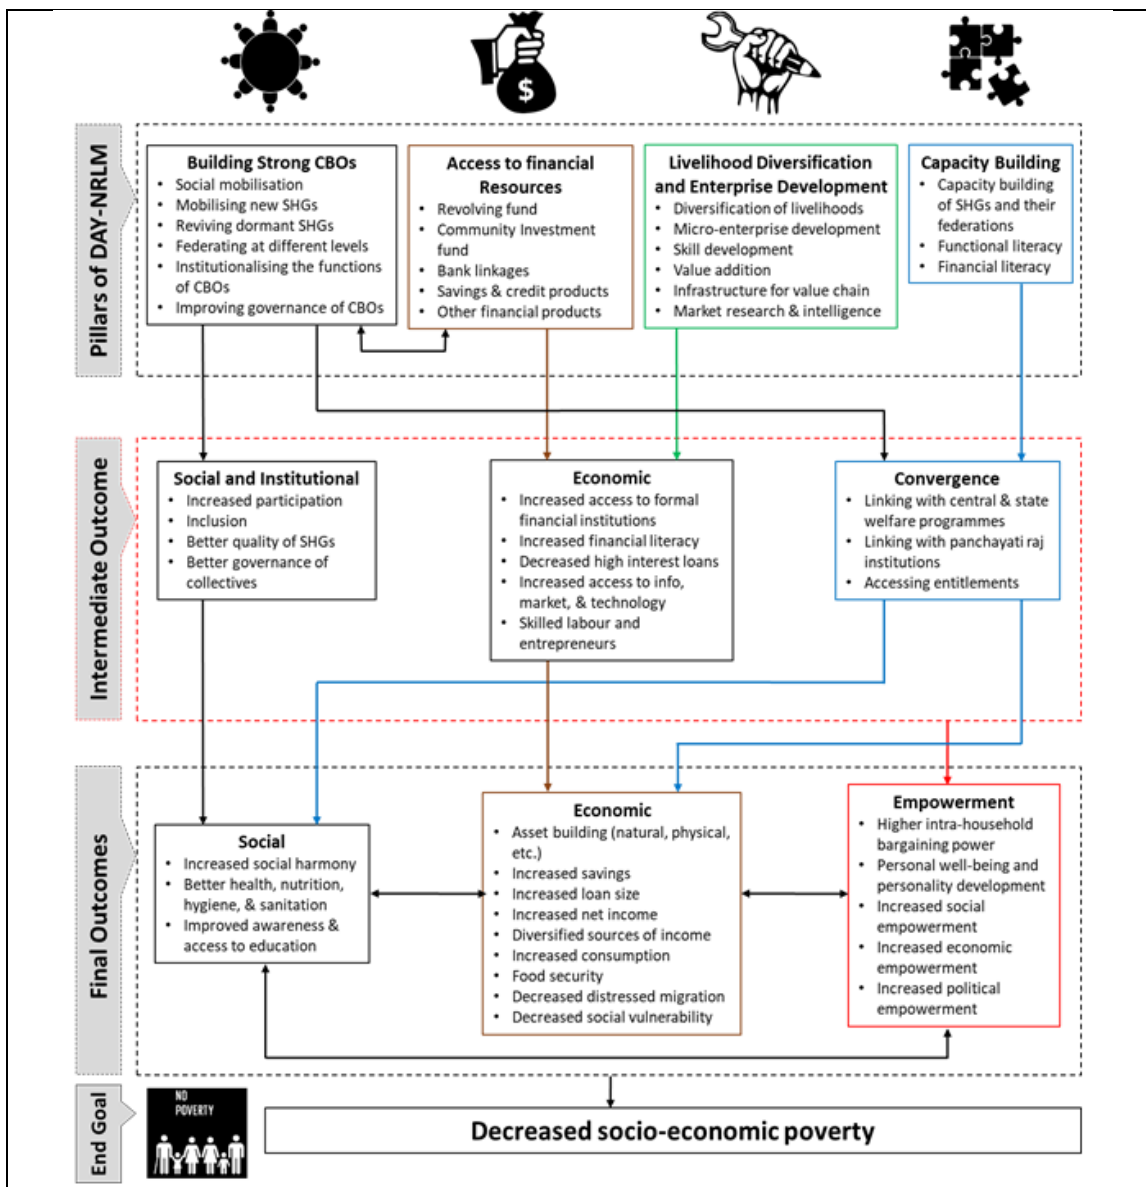 $
Pillars of DAY-NRLM
Building Strong CBOs
• Social mobilisation
• Mobilising new SHGs
• Reviving dormant SHGs
• Federating at different levels
• Institutionalising the functions
of CBOs
• Improving governance of CBOs
Access to financial
Resources
• Revolving fund
• Community Investment
fund
• Bank linkages
• Savings & credit products
• Other financial products
Livelihood Diversification
and Enterprise Development
• Diversification of livelihoods
• Micro-enterprise development
• Skill development
• Value addition
• Infrastructure for value chain
• Market research & intelligence
Capacity Building
• Capacity building
of SHGs and their
federations
• Functional literacy
• Financial literacy
Intermediate Outcome
Social and Institutional
• Increased participation
• Inclusion
• Better quality of SHGs
• Better governance of
collectives
Economic
• Increased access to formal
financial institutions
• Increased financial literacy
• Decreased high interest loans
• Increased access to info,
market, & technology
• Skilled labour and
entrepreneurs
Convergence
• Linking with central & state
welfare programmes
• Linking with panchayati raj
institutions
• Accessing entitlements
Final Outcomes
Social
• Increased social harmony
• Better health, nutrition,
hygiene, & sanitation
• Improved awareness &
access to education
Economic
• Asset building (natural, physical,
etc.)
• Increased savings
• Increased loan size
• Increased net income
• Diversified sources of income
• Increased consumption
• Food security
• Decreased distressed migration
• Decreased social vulnerability
Empowerment
• Higher intra-household
bargaining power
• Personal well-being and
personality development
• Increased social
empowerment
• Increased economic
empowerment
• Increased political
empowerment
End Goal
NO
POVERTY
Decreased socio-economic poverty